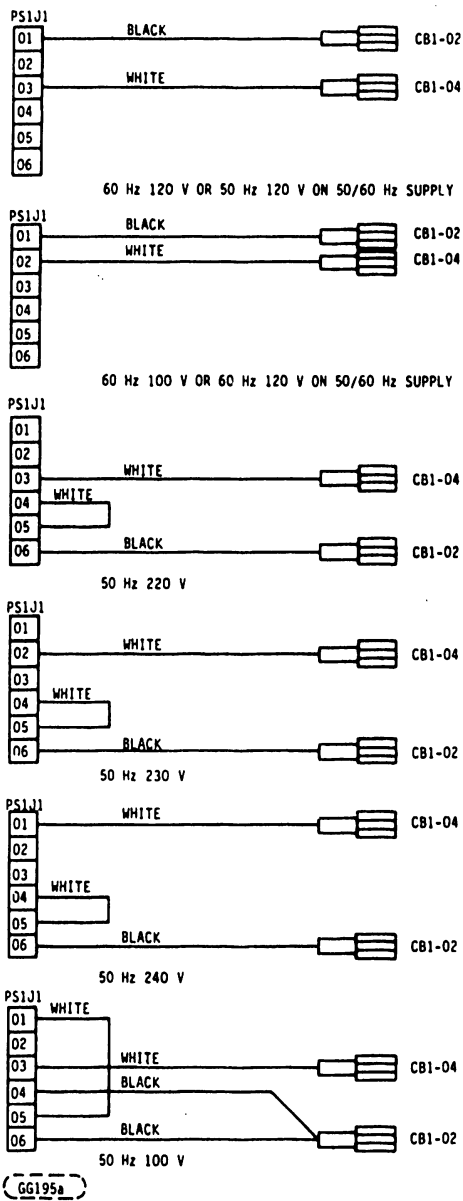 PS1J1
01 BLACK CB1-02
02
03 WHITE CB1-04
04
05
06
60 Hz 120 V OR 50 Hz 120 V ON 50/60 Hz SUPPLY
PS1J1
01 BLACK CB1-02
02 WHITE CB1-04
03
04
05
06
60 Hz 100 V OR 60 Hz 120 V ON 50/60 Hz SUPPLY
PS1J1
01
02
03 WHITE CB1-04
04 WHITE
05
06 BLACK CB1-02
50 Hz 220 V
PS1J1
01
02 WHITE CB1-04
03
04 WHITE
05
06 BLACK CB1-02
50 Hz 230 V
PS1J1
01 WHITE CB1-04
02
03
04 WHITE
05
06 BLACK CB1-02
50 Hz 240 V
PS1J1
01 WHITE
02
03 WHITE CB1-04
04 BLACK
05
06 BLACK CB1-02
50 Hz 100 V
GG195a